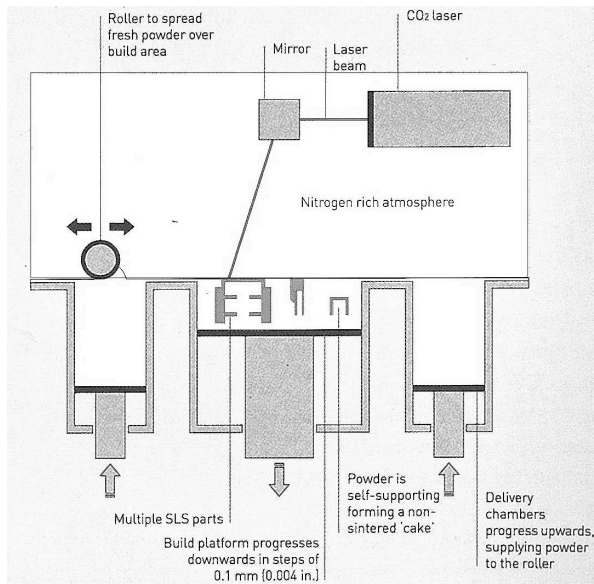 Roller to spread
fresh powder over
build area
Mirror
Laser
beam
CO₂ laser
Nitrogen rich atmosphere
Multiple SLS parts
Build platform progresses
downwards in steps of
0.1 mm (0.004 in.)
Powder is
self-supporting
forming a non-
sintered 'cake'
Delivery
chambers
progress upwards,
supplying powder
to the roller